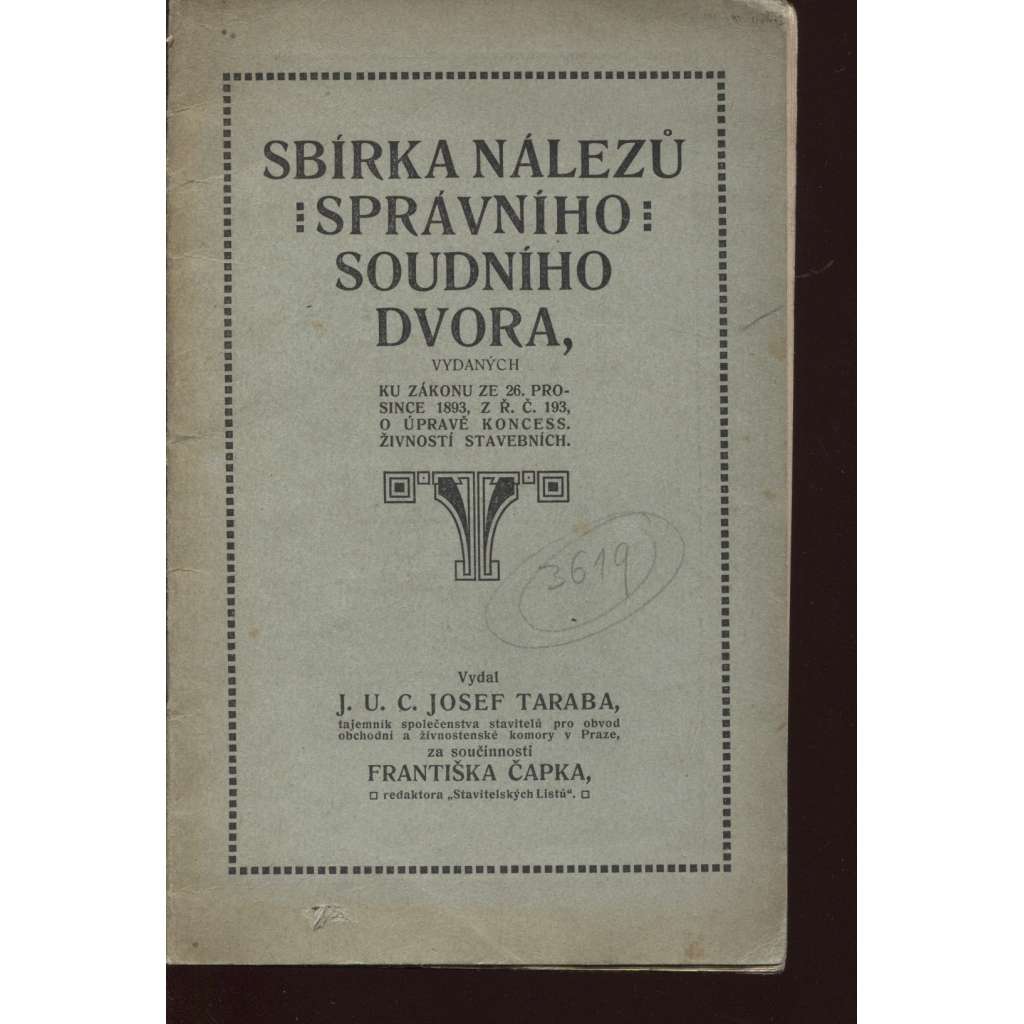 SBÍRKA NÁLEZŮ
SPRÁVNÍHO
SOUDNÍHO
DVORA,
VYDANÝCH
KU ZÁKONU ZE 26. PRO-
SINCE 1893, Z Ř. Č. 193,
O ÚPRAVĚ KONCESS.
ŽIVNOSTÍ STAVEBNÍCH.
3619
Vydal
J. U. C. JOSEF TARABA,
tajemník společenstva stavitelů pro obvod
obchodní a živnostenské komory v Praze,
za součinnosti
FRANTIŠKA ČAPKA,
redaktora „Stavitelských Listů“.